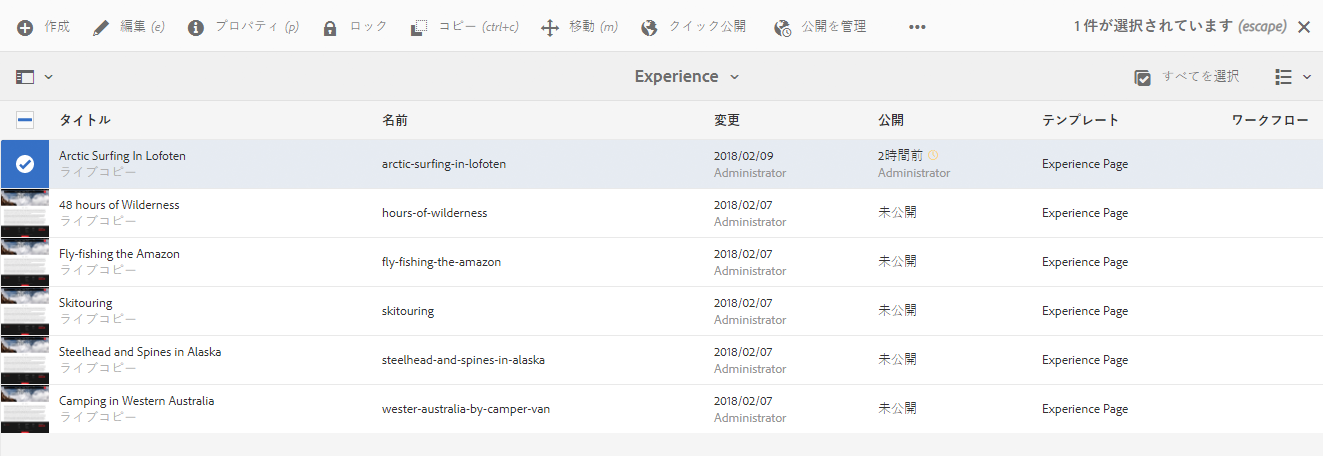 作成 編集 (e) プロパティ (p) ロック コピー (ctrl+c) 移動 (m) クイック公開 公開を管理 ••• 1 件が選択されています (escape)
Experience すべてを選択
タイトル 名前 変更 公開 テンプレート ワークフロー
Arctic Surfing In Lofoten arctic-surfing-in-lofoten 2018/02/09 2時間前 Experience Page
ライブコピー Administrator Administrator
48 hours of Wilderness hours-of-wilderness 2018/02/07 未公開 Experience Page
ライブコピー Administrator
Fly-fishing the Amazon fly-fishing-the-amazon 2018/02/07 未公開 Experience Page
ライブコピー Administrator
Skitouring skitouring 2018/02/07 未公開 Experience Page
ライブコピー Administrator
Steelhead and Spines in Alaska steelhead-and-spines-in-alaska 2018/02/07 未公開 Experience Page
ライブコピー Administrator
Camping in Western Australia wester-australia-by-camper-van 2018/02/07 未公開 Experience Page
ライブコピー Administrator